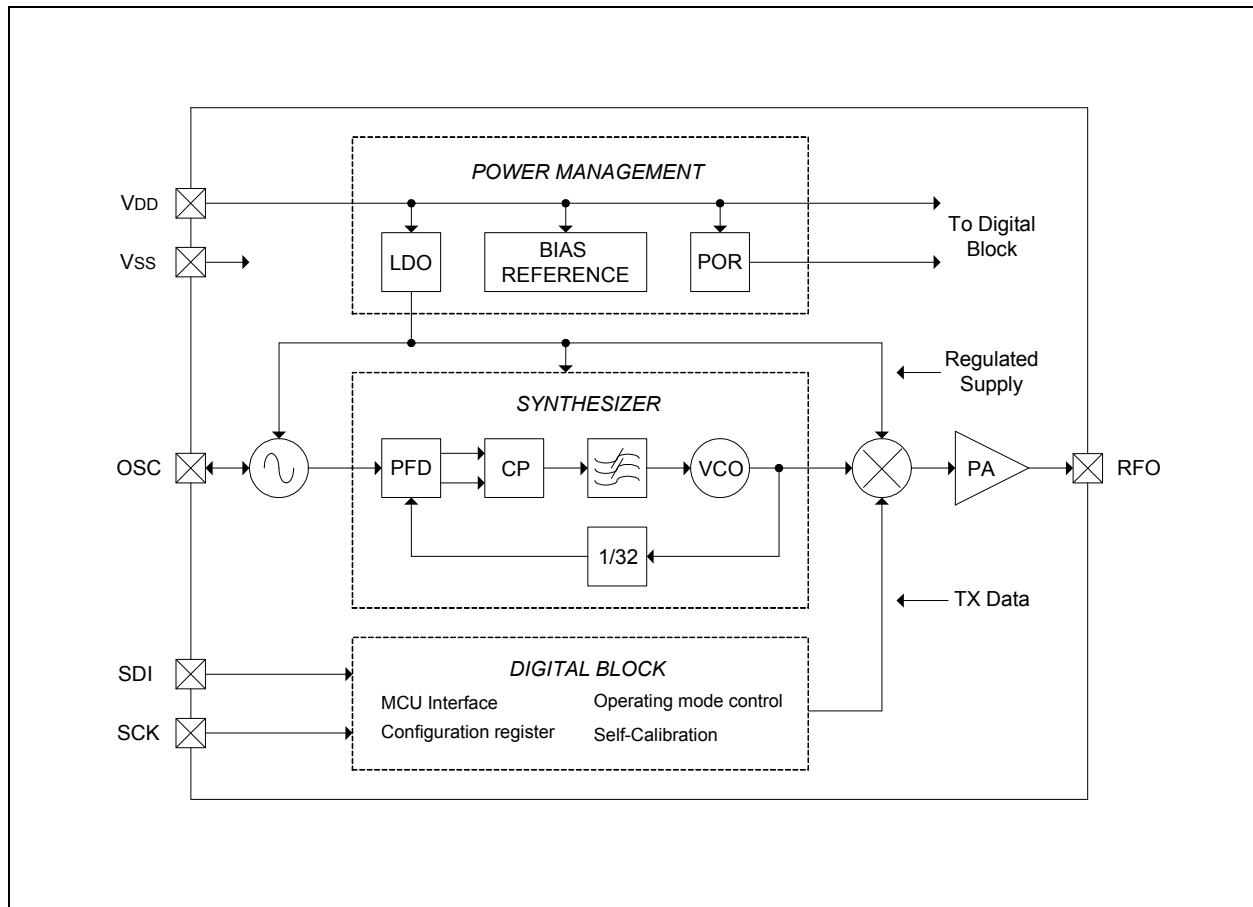 POWER MANAGEMENT
VDD
To Digital
Block
VSS
LDO
BIAS
REFERENCE
POR
Regulated
Supply
SYNTHESIZER
OSC
PFD
CP
VCO
PA
RFO
1/32
TX Data
SDI
DIGITAL BLOCK
MCU Interface
Operating mode control
SCK
Configuration register
Self-Calibration